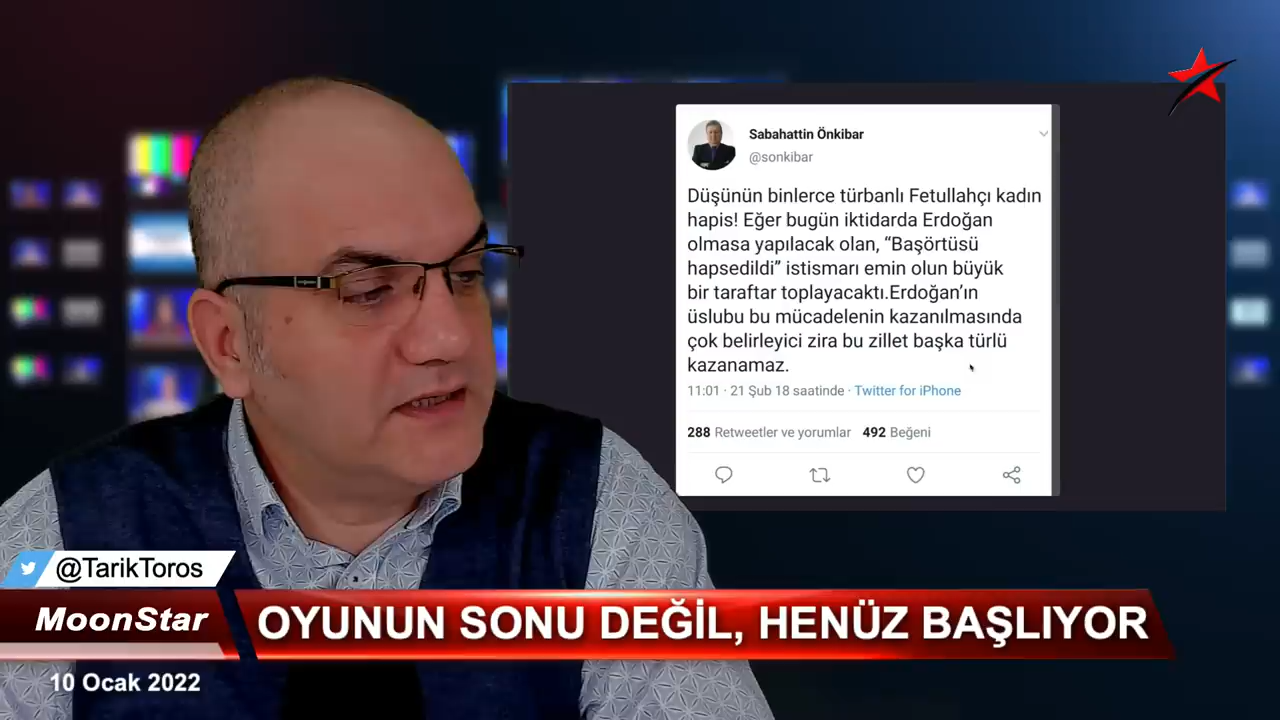 Sabahattin Önkibar
@sonkibar
Düşünün binlerce türbanlı Fetullahçı kadın
hapis! Eğer bugün iktidarda Erdoğan
olmasa yapılacak olan, “Başörtüsü
hapsedildi” istismarı emin olun büyük
bir taraftar toplayacaktı.Erdoğan’ın
üslubu bu mücadelenin kazanılmasında
çok belirleyici zira bu zillet başka türlü
kazanamaz.
11:01 · 21 Şub 18 saatinde · Twitter for iPhone
288 Retweetler ve yorumlar 492 Beğeni
@TarikToros
MoonStar
OYUNUN SONU DEĞİL, HENÜZ BAŞLIYOR
10 Ocak 2022